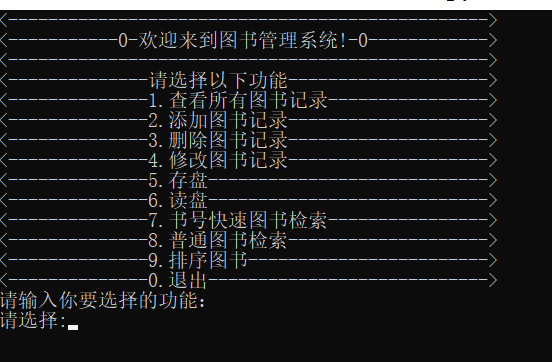 <------------------------------------------------>
<-----------0-欢迎来到图书管理系统!-0------------>
<------------------------------------------------>
<--------------请选择以下功能-------------------->
<--------------1.查看所有图书记录---------------->
<--------------2.添加图书记录-------------------->
<--------------3.删除图书记录-------------------->
<--------------4.修改图书记录-------------------->
<--------------5.存盘---------------------------->
<--------------6.读盘---------------------------->
<--------------7.书号快速图书检索---------------->
<--------------8.普通图书检索-------------------->
<--------------9.排序图书------------------------>
<--------------0.退出---------------------------->
请输入你要选择的功能:
请选择: